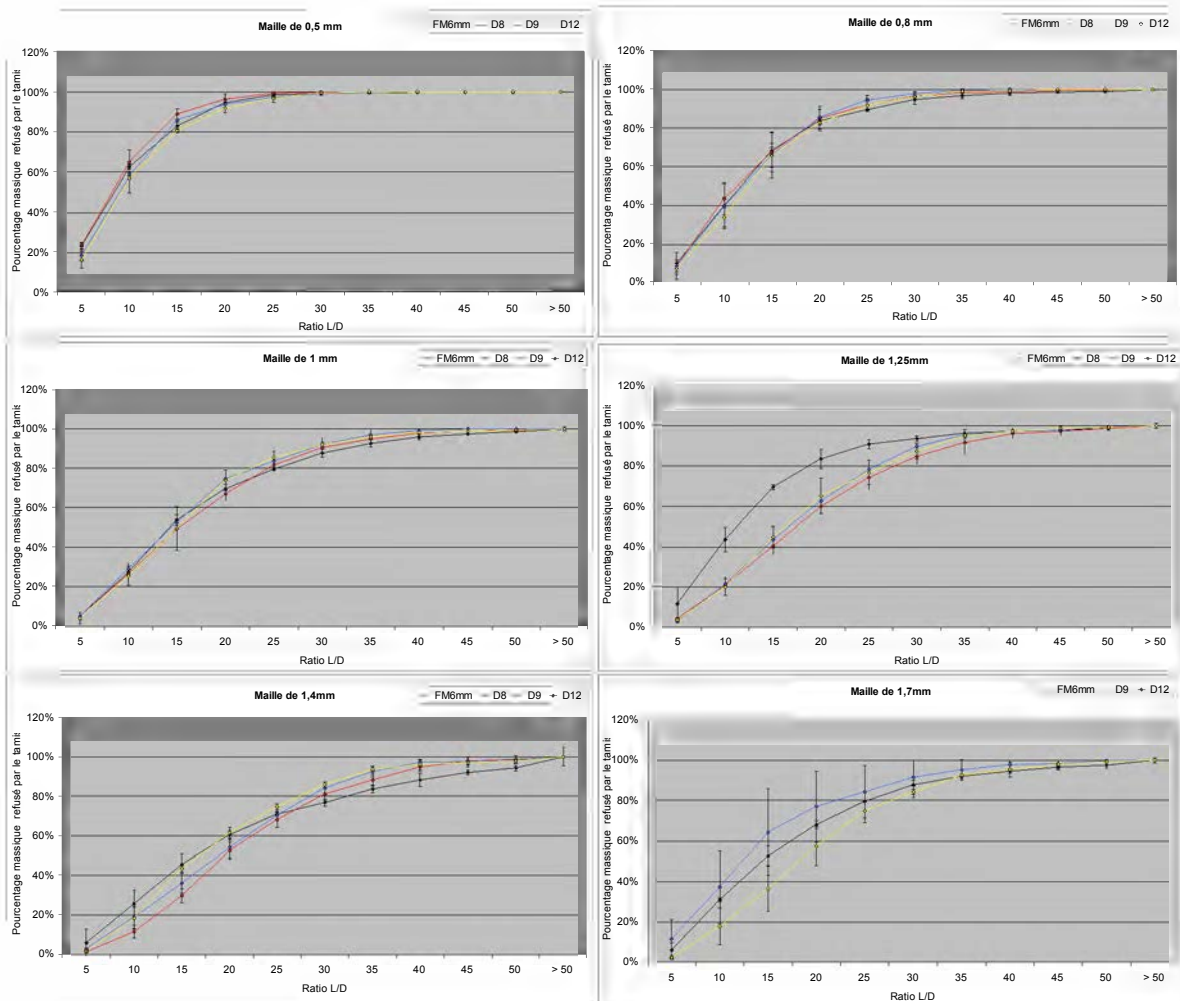 Maille de 0,5 mm
FM6mm D8 D9 D12
Pourcentage massique refusé par le tamis
120%
100%
80%
60%
40%
20%
0%
5 10 15 20 25 30 35 40 45 50 > 50
Ratio L/D
Maille de 0,8 mm
FM6mm D8 D9 D12
Pourcentage massique refusé par le tamis
120%
100%
80%
60%
40%
20%
0%
5 10 15 20 25 30 35 40 45 50 > 50
Ratio L/D
Maille de 1 mm
FM6mm D8 D9 D12
Pourcentage massique refusé par le tamis
120%
100%
80%
60%
40%
20%
0%
5 10 15 20 25 30 35 40 45 50 > 50
Ratio L/D
Maille de 1,25mm
FM6mm D8 D9 D12
Pourcentage massique refusé par le tamis
120%
100%
80%
60%
40%
20%
0%
5 10 15 20 25 30 35 40 45 50 > 50
Ratio L/D
Maille de 1,4mm
FM6mm D8 D9 D12
Pourcentage massique refusé par le tamis
120%
100%
80%
60%
40%
20%
0%
5 10 15 20 25 30 35 40 45 50 > 50
Ratio L/D
Maille de 1,7mm
FM6mm D9 D12
Pourcentage massique refusé par le tamis
120%
100%
80%
60%
40%
20%
0%
5 10 15 20 25 30 35 40 45 50 > 50
Ratio L/D